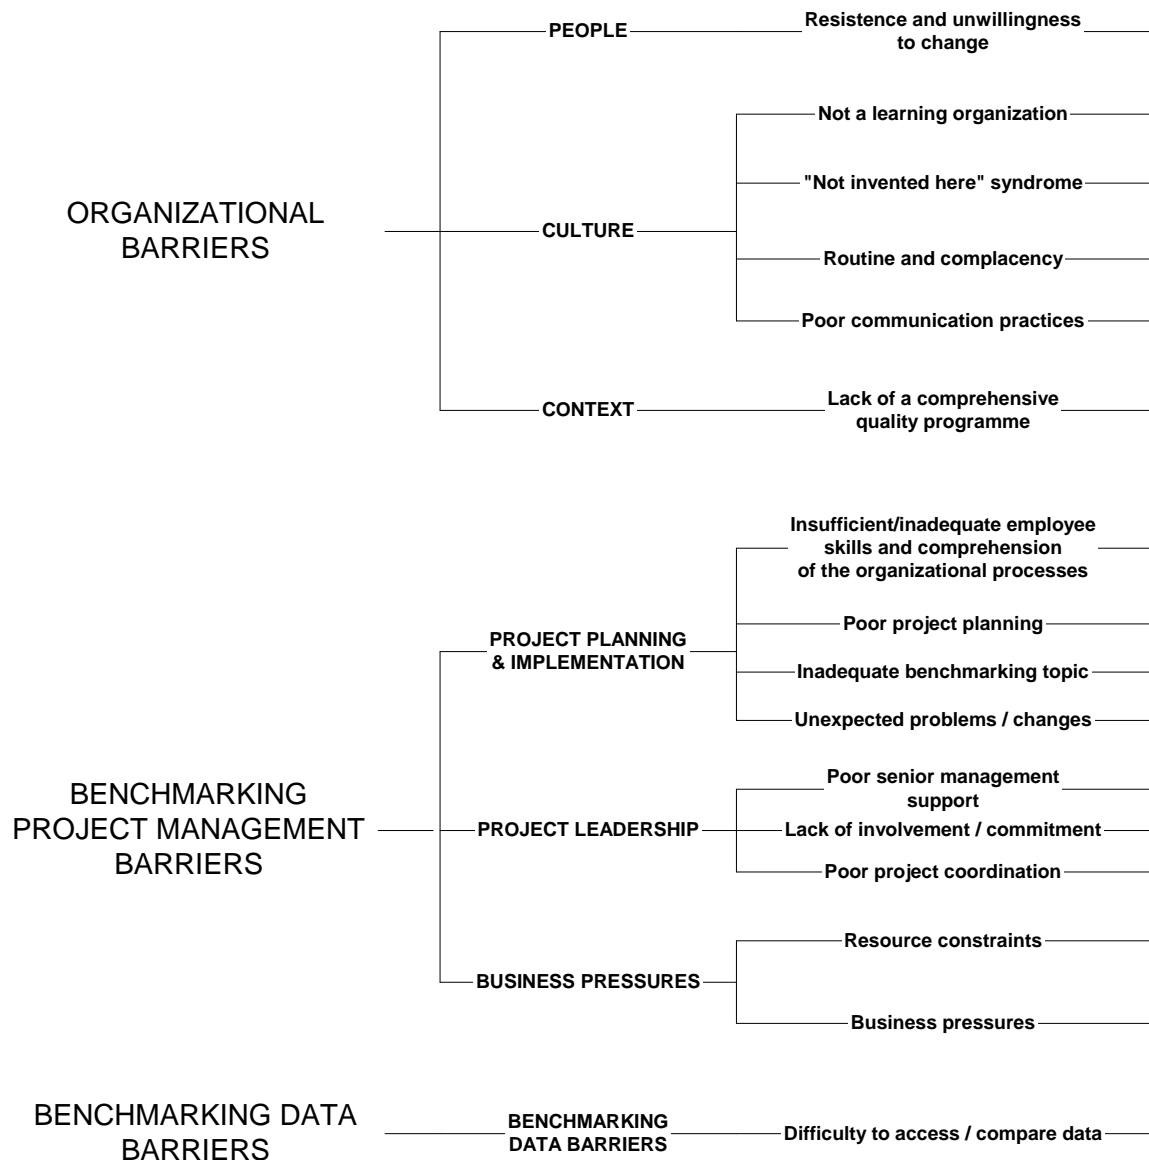 ORGANIZATIONAL
BARRIERS
PEOPLE
Resistence and unwillingness
to change
CULTURE
Not a learning organization
"Not invented here" syndrome
Routine and complacency
Poor communication practices
CONTEXT
Lack of a comprehensive
quality programme
BENCHMARKING
PROJECT MANAGEMENT
BARRIERS
PROJECT PLANNING
& IMPLEMENTATION
Insufficient/inadequate employee
skills and comprehension
of the organizational processes
Poor project planning
Inadequate benchmarking topic
Unexpected problems / changes
PROJECT LEADERSHIP
Poor senior management
support
Lack of involvement / commitment
Poor project coordination
BUSINESS PRESSURES
Resource constraints
Business pressures
BENCHMARKING DATA
BARRIERS
BENCHMARKING
DATA BARRIERS
Difficulty to access / compare data